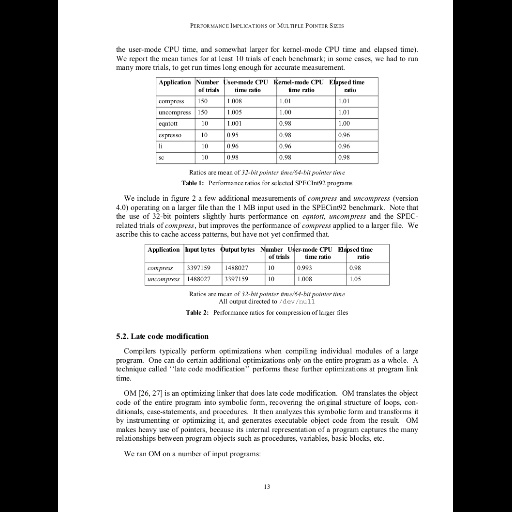 PERFORMANCE IMPLICATIONS OF MULTIPLE POINTER SIZES
the user-mode CPU time, and somewhat larger for kernel-mode CPU time and elapsed time).
We report the mean times for at least 10 trials of each benchmark; in some cases, we had to run
many more trials, to get run times long enough for accurate measurement.
Application Number of trials User-mode CPU time ratio Kernel-mode CPU time ratio Elapsed time ratio
compress 150 1.008 1.01 1.01
uncompress 150 1.005 1.00 1.01
eqntott 10 1.001 0.98 1.00
espresso 10 0.95 0.98 0.96
li 10 0.96 0.96 0.96
sc 10 0.98 0.98 0.98
Ratios are mean of 32-bit pointer time/64-bit pointer time
Table 1: Performance ratios for selected SPECint92 programs
We include in figure 2 a few additional measurements of compress and uncompress (version
4.0) operating on a larger file than the 1 MB input used in the SPECint92 benchmark. Note that
the use of 32-bit pointers slightly hurts performance on eqntott, uncompress and the SPEC-
related trials of compress, but improves the performance of compress applied to a larger file. We
ascribe this to cache access patterns, but have not yet confirmed that.
Application Input bytes Output bytes Number of trials User-mode CPU time ratio Elapsed time ratio
compress 3397159 1488027 10 0.993 0.98
uncompress 1488027 3397159 10 1.008 1.05
Ratios are mean of 32-bit pointer time/64-bit pointer time
All output directed to /dev/null
Table 2: Performance ratios for compression of larger files
5.2. Late code modification
Compilers typically perform optimizations when compiling individual modules of a large
program. One can do certain additional optimizations only on the entire program as a whole. A
technique called ''late code modification'' performs these further optimizations at program link
time.
OM [26, 27] is an optimizing linker that does late code modification. OM translates the object
code of the entire program into symbolic form, recovering the original structure of loops, con-
ditionals, case-statements, and procedures. It then analyzes this symbolic form and transforms it
by instrumenting or optimizing it, and generates executable object code from the result. OM
makes heavy use of pointers, because its internal representation of a program captures the many
relationships between program objects such as procedures, variables, basic blocks, etc.
We ran OM on a number of input programs:
13